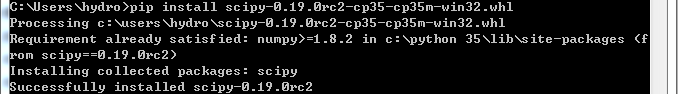 C:\Users\hydro>pip install scipy-0.19.0rc2-cp35-cp35m-win32.whl
Processing c:\users\hydro\scipy-0.19.0rc2-cp35-cp35m-win32.whl
Requirement already satisfied: numpy>=1.8.2 in c:\python 35\lib\site-packages (f
rom scipy==0.19.0rc2)
Installing collected packages: scipy
Successfully installed scipy-0.19.0rc2